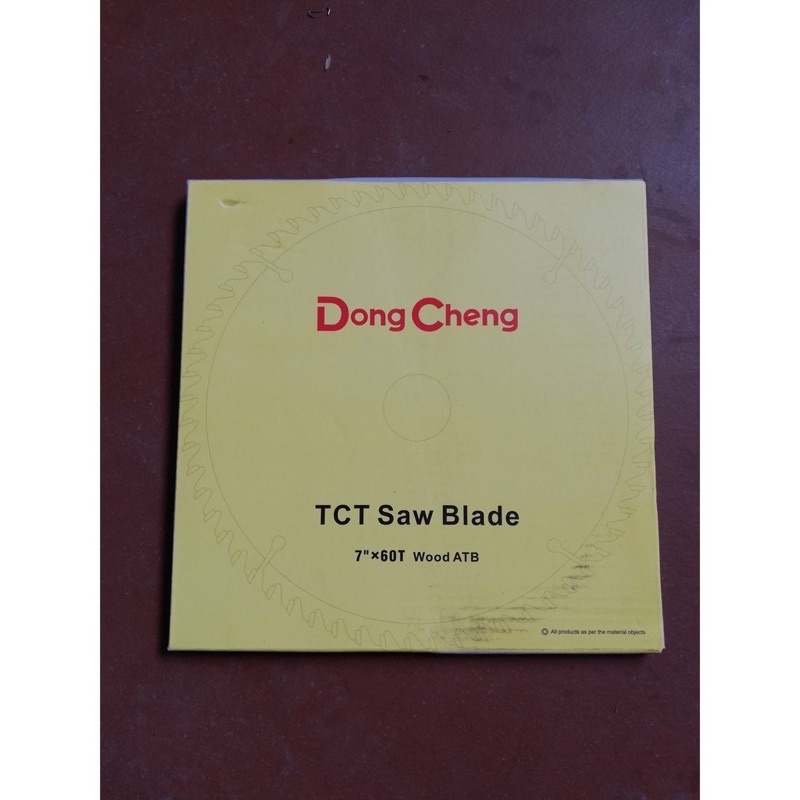 Dong Cheng
TCT Saw Blade
7"×60T Wood ATB
All products as per the material objects